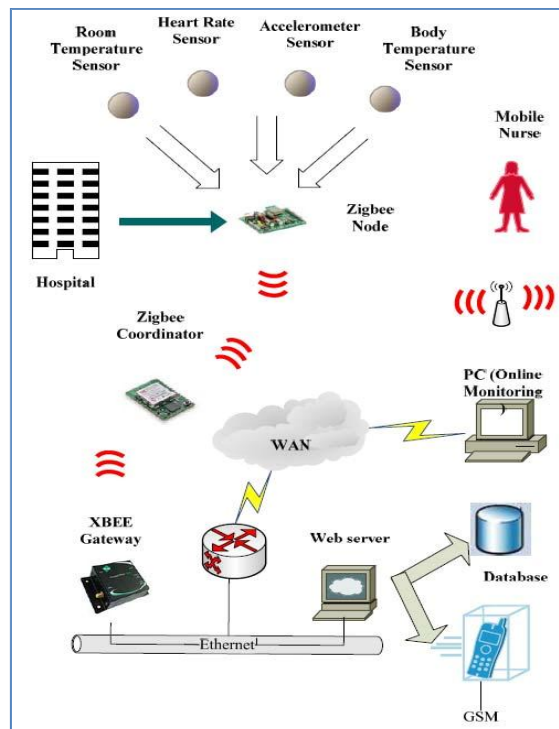 Room
Temperature
Sensor
Heart Rate
Sensor
Accelerometer
Sensor
Body
Temperature
Sensor
Mobile
Nurse
Zigbee
Node
Hospital
Zigbee
Coordinator
PC (Online
Monitoring
WAN
XBEE
Gateway
Web server
Database
Ethernet
GSM